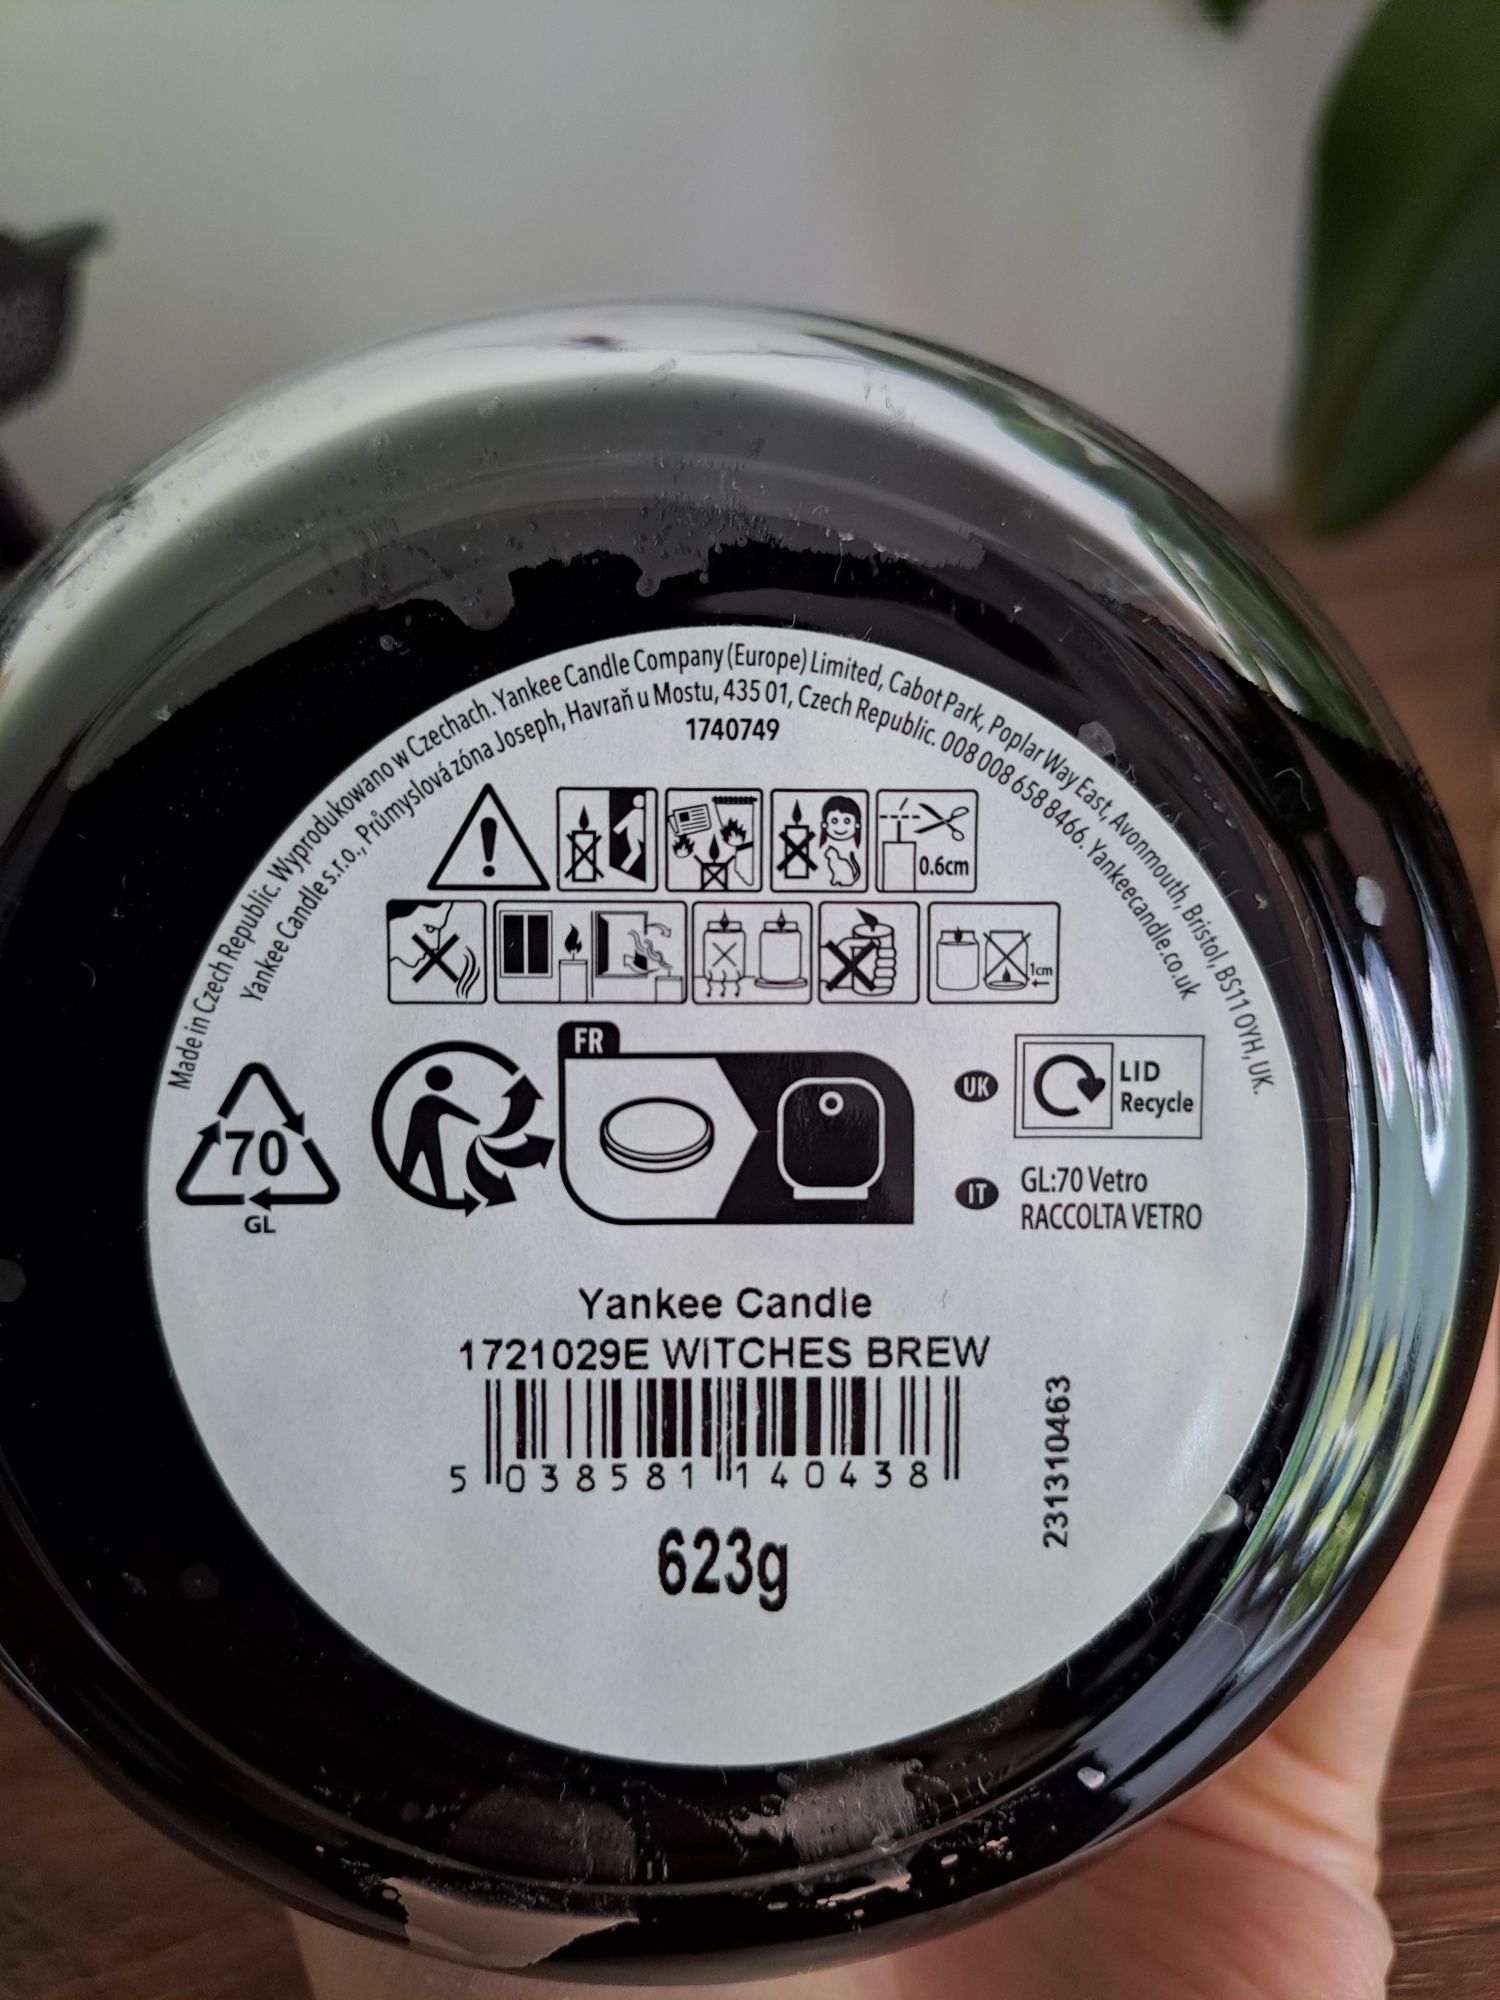 Made in Czech Republic. Wyprodukowano w Czechach. Yankee Candle Company (Europe) Limited, Cabot Park, Poplar Way East, Avonmouth, Bristol, BS11 0YH, UK.
Yankee Candle s.r.o., Průmyslová zóna Joseph, Havraň u Mostu, 435 01, Czech Republic. 008 008 658 8466. Yankeecandle.co.uk
1740749
0.6cm
1cm
FR
70
GL
UK
LID
Recycle
IT
GL:70 Vetro
RACCOLTA VETRO
Yankee Candle
1721029E WITCHES BREW
5 038581 140438
231310463
623g